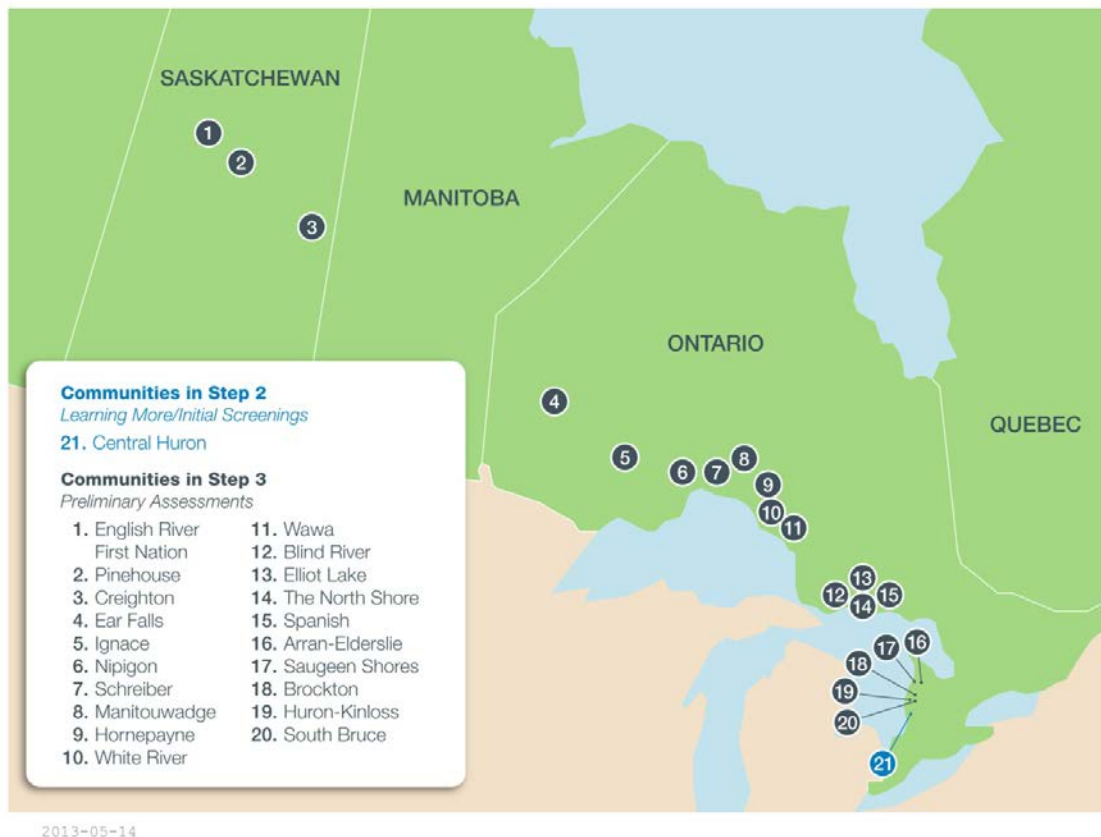 SASKATCHEWAN
1
2
3
MANITOBA
ONTARIO
QUEBEC
4
5
6
7
8
9
10
11
12
13
14
15
16
17
18
19
20
21
Communities in Step 2
Learning More/Initial Screenings
21. Central Huron
Communities in Step 3
Preliminary Assessments
1. English River
First Nation
2. Pinehouse
3. Creighton
4. Ear Falls
5. Ignace
6. Nipigon
7. Schreiber
8. Manitouwadge
9. Hornepayne
10. White River
11. Wawa
12. Blind River
13. Elliot Lake
14. The North Shore
15. Spanish
16. Arran-Elderslie
17. Saugeen Shores
18. Brockton
19. Huron-Kinloss
20. South Bruce
2013-05-14